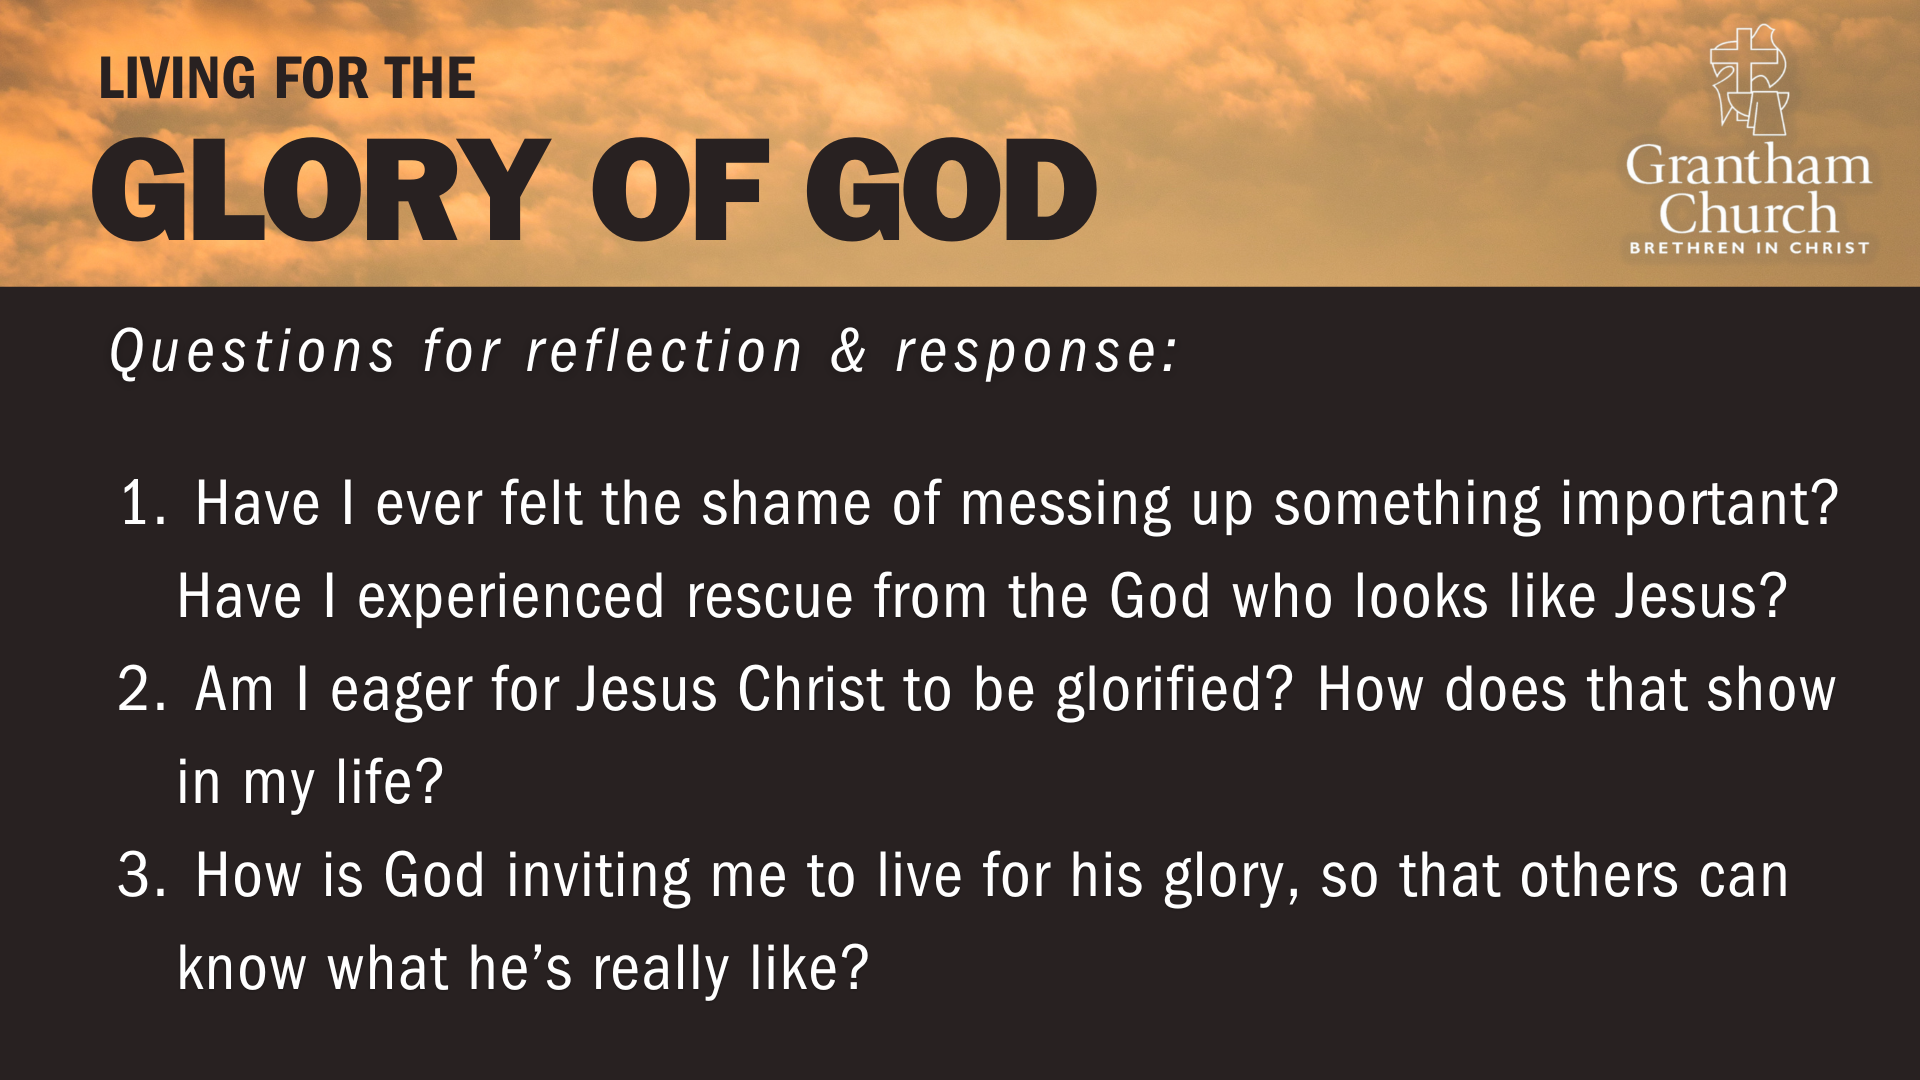 LIVING FOR THE
GLORY OF GOD
Grantham
Church
BRETHREN IN CHRIST
Questions for reflection & response:
1. Have I ever felt the shame of messing up something important?
Have I experienced rescue from the God who looks like Jesus?
2. Am I eager for Jesus Christ to be glorified? How does that show
in my life?
3. How is God inviting me to live for his glory, so that others can
know what he’s really like?